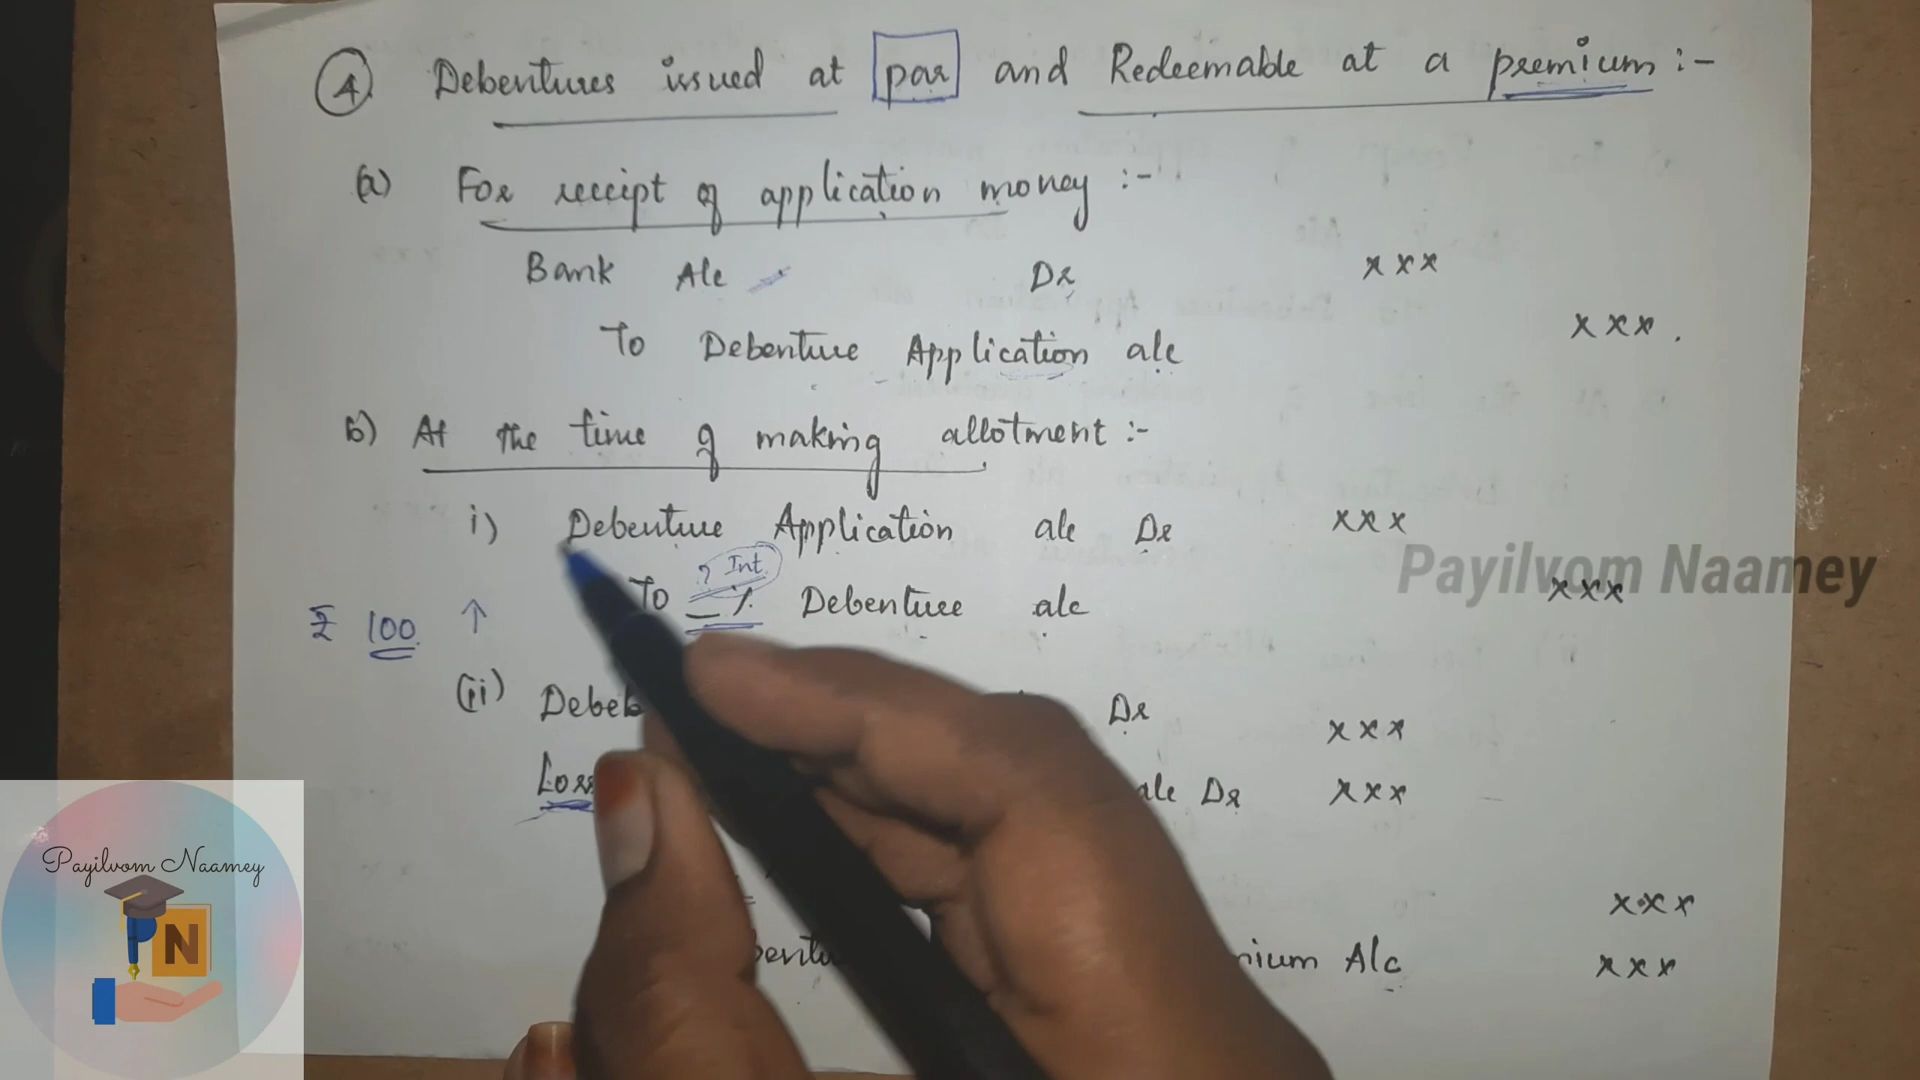 4 Debentures issued at par and Redeemable at a premium :-
(a) For receipt of application money :-
Bank A/c Dr xxx
To Debenture Application a/c xxx.
b) At the time of making allotment :-
i) Debenture Application a/c Dr xxx
? Int.
To _ % Debenture a/c xxx
₹ 100 ↑
(ii) Dr xxx
Loss a/c Dr xxx
xxx
A/c xxx
Payilvom Naamey
Payilvom Naamey
PN